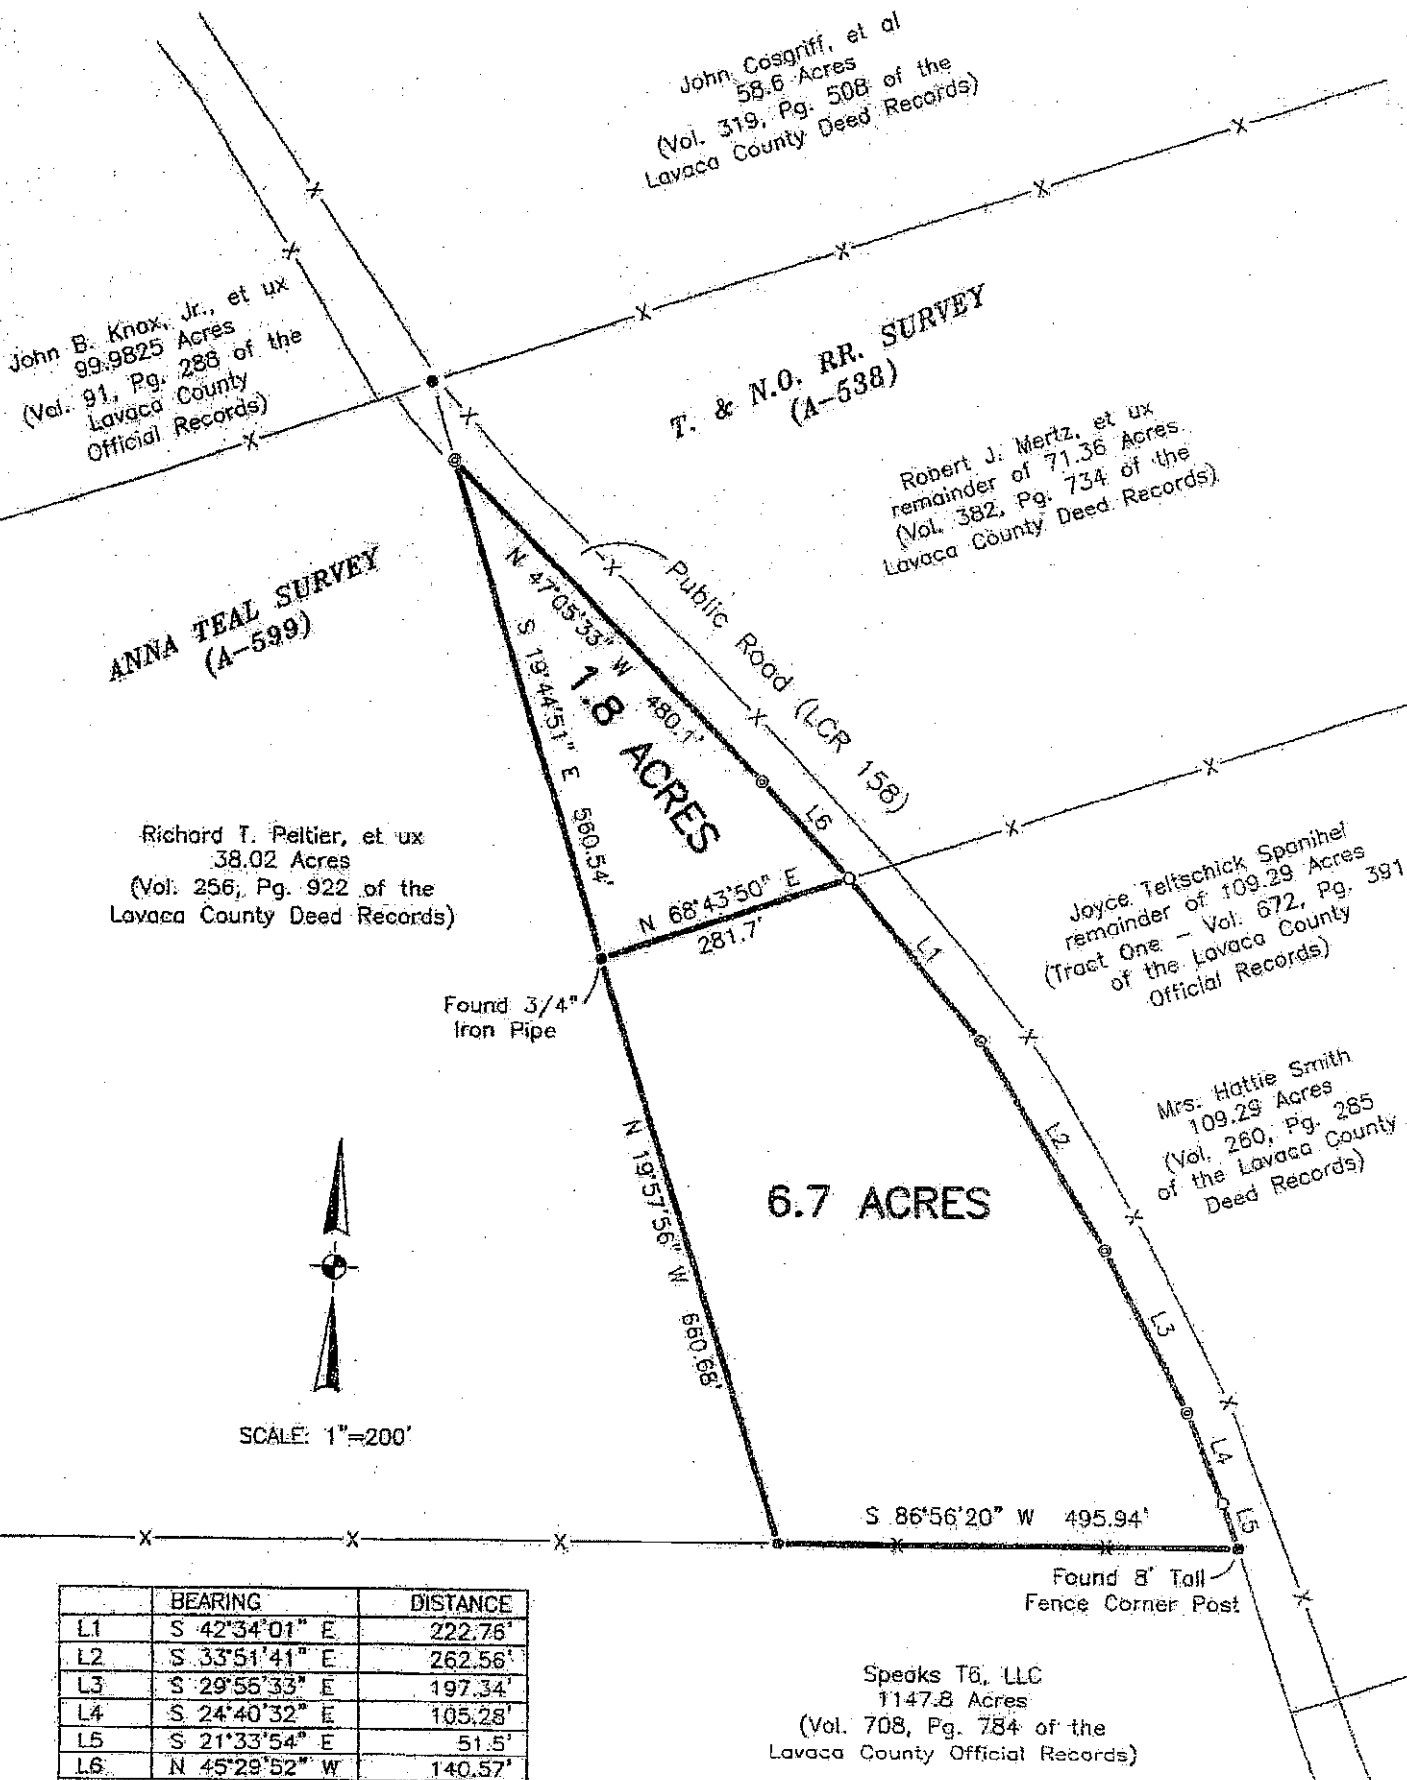 John Cosgriff, et al
58.6 Acres
(Vol. 319, Pg. 508 of the
Lavaca County Deed Records)
John B. Knox, Jr., et ux
99.9825 Acres
(Vol. 91, Pg. 288 of the
Lavaca County
Official Records)
T. & N.O. RR. SURVEY
(A-538)
Robert J. Mertz, et ux
remainder of 71.36 Acres
(Vol. 382, Pg. 734 of the
Lavaca County Deed Records)
ANNA TEAL SURVEY
(A-599)
Public Road (LCR 158)
N 47°05'33" W 480.1'
S 19°44'51" E 560.54'
1.8 ACRES
L6
Richard T. Peltier, et ux
38.02 Acres
(Vol. 256, Pg. 922 of the
Lavaca County Deed Records)
N 68°43'50" E
281.7'
Joyce Teltschick Spanihel
remainder of 109.29 Acres
(Tract One - Vol. 672, Pg. 391
of the Lavaca County
Official Records)
L1
Found 3/4"
Iron Pipe
Mrs. Hattie Smith
109.29 Acres
(Vol. 260, Pg. 285
of the Lavaca County
Deed Records)
L2
N 19°57'56" W 660.68'
6.7 ACRES
L3
SCALE: 1"=200'
L4
S 86°56'20" W 495.94'
L5
Found 8' Tall
Fence Corner Post
BEARING DISTANCE
L1 S 42°34'01" E 222.76'
L2 S 33°51'41" E 262.56'
L3 S 29°55'33" E 197.34'
L4 S 24°40'32" E 105.28'
L5 S 21°33'54" E 51.5'
L6 N 45°29'52" W 140.57'
Speaks T6, LLC
1147.8 Acres
(Vol. 708, Pg. 784 of the
Lavaca County Official Records)